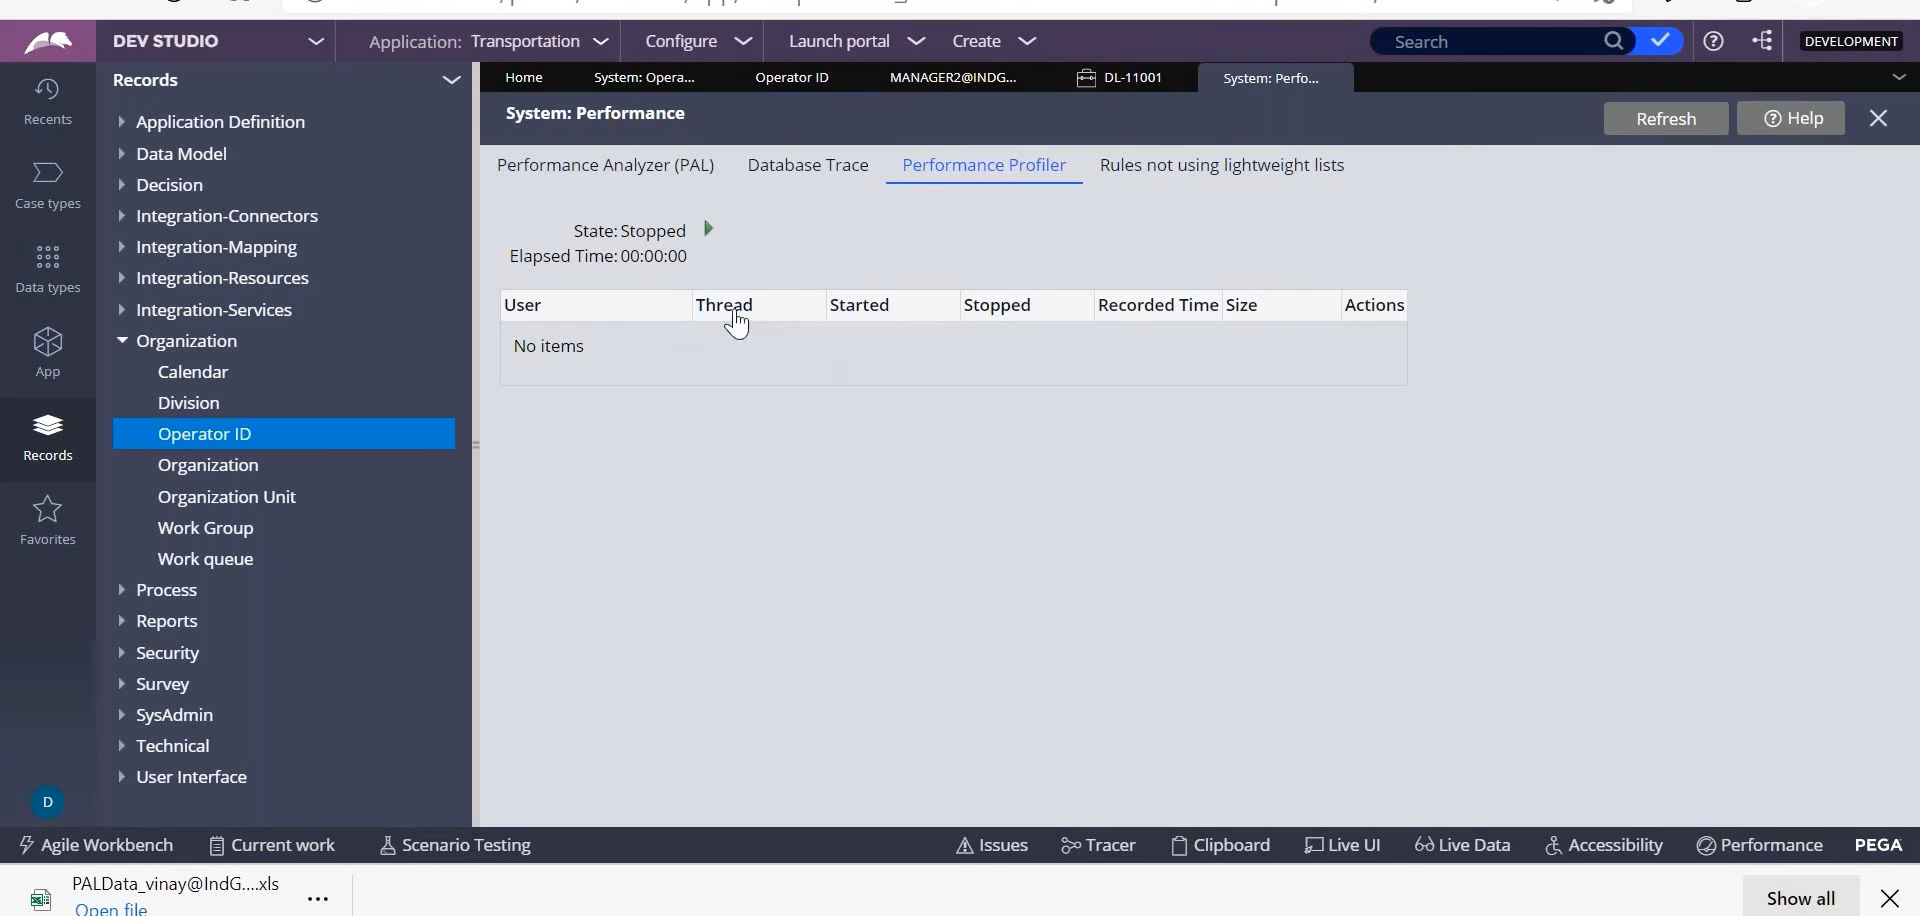 DEV STUDIO
Application: Transportation
Configure
Launch portal
Create
Search
DEVELOPMENT
Recents
Case types
Data types
App
Records
Favorites
D
Records
Application Definition
Data Model
Decision
Integration-Connectors
Integration-Mapping
Integration-Resources
Integration-Services
Organization
Calendar
Division
Operator ID
Organization
Organization Unit
Work Group
Work queue
Process
Reports
Security
Survey
SysAdmin
Technical
User Interface
Home
System: Opera...
Operator ID
MANAGER2@INDG...
DL-11001
System: Perfo...
System: Performance
Refresh
Help
Performance Analyzer (PAL)
Database Trace
Performance Profiler
Rules not using lightweight lists
State: Stopped
Elapsed Time: 00:00:00
User Thread Started Stopped Recorded Time Size Actions
No items
Agile Workbench
Current work
Scenario Testing
Issues
Tracer
Clipboard
Live UI
Live Data
Accessibility
Performance
PEGA
PALData_vinay@IndG....xls
Open file
Show all